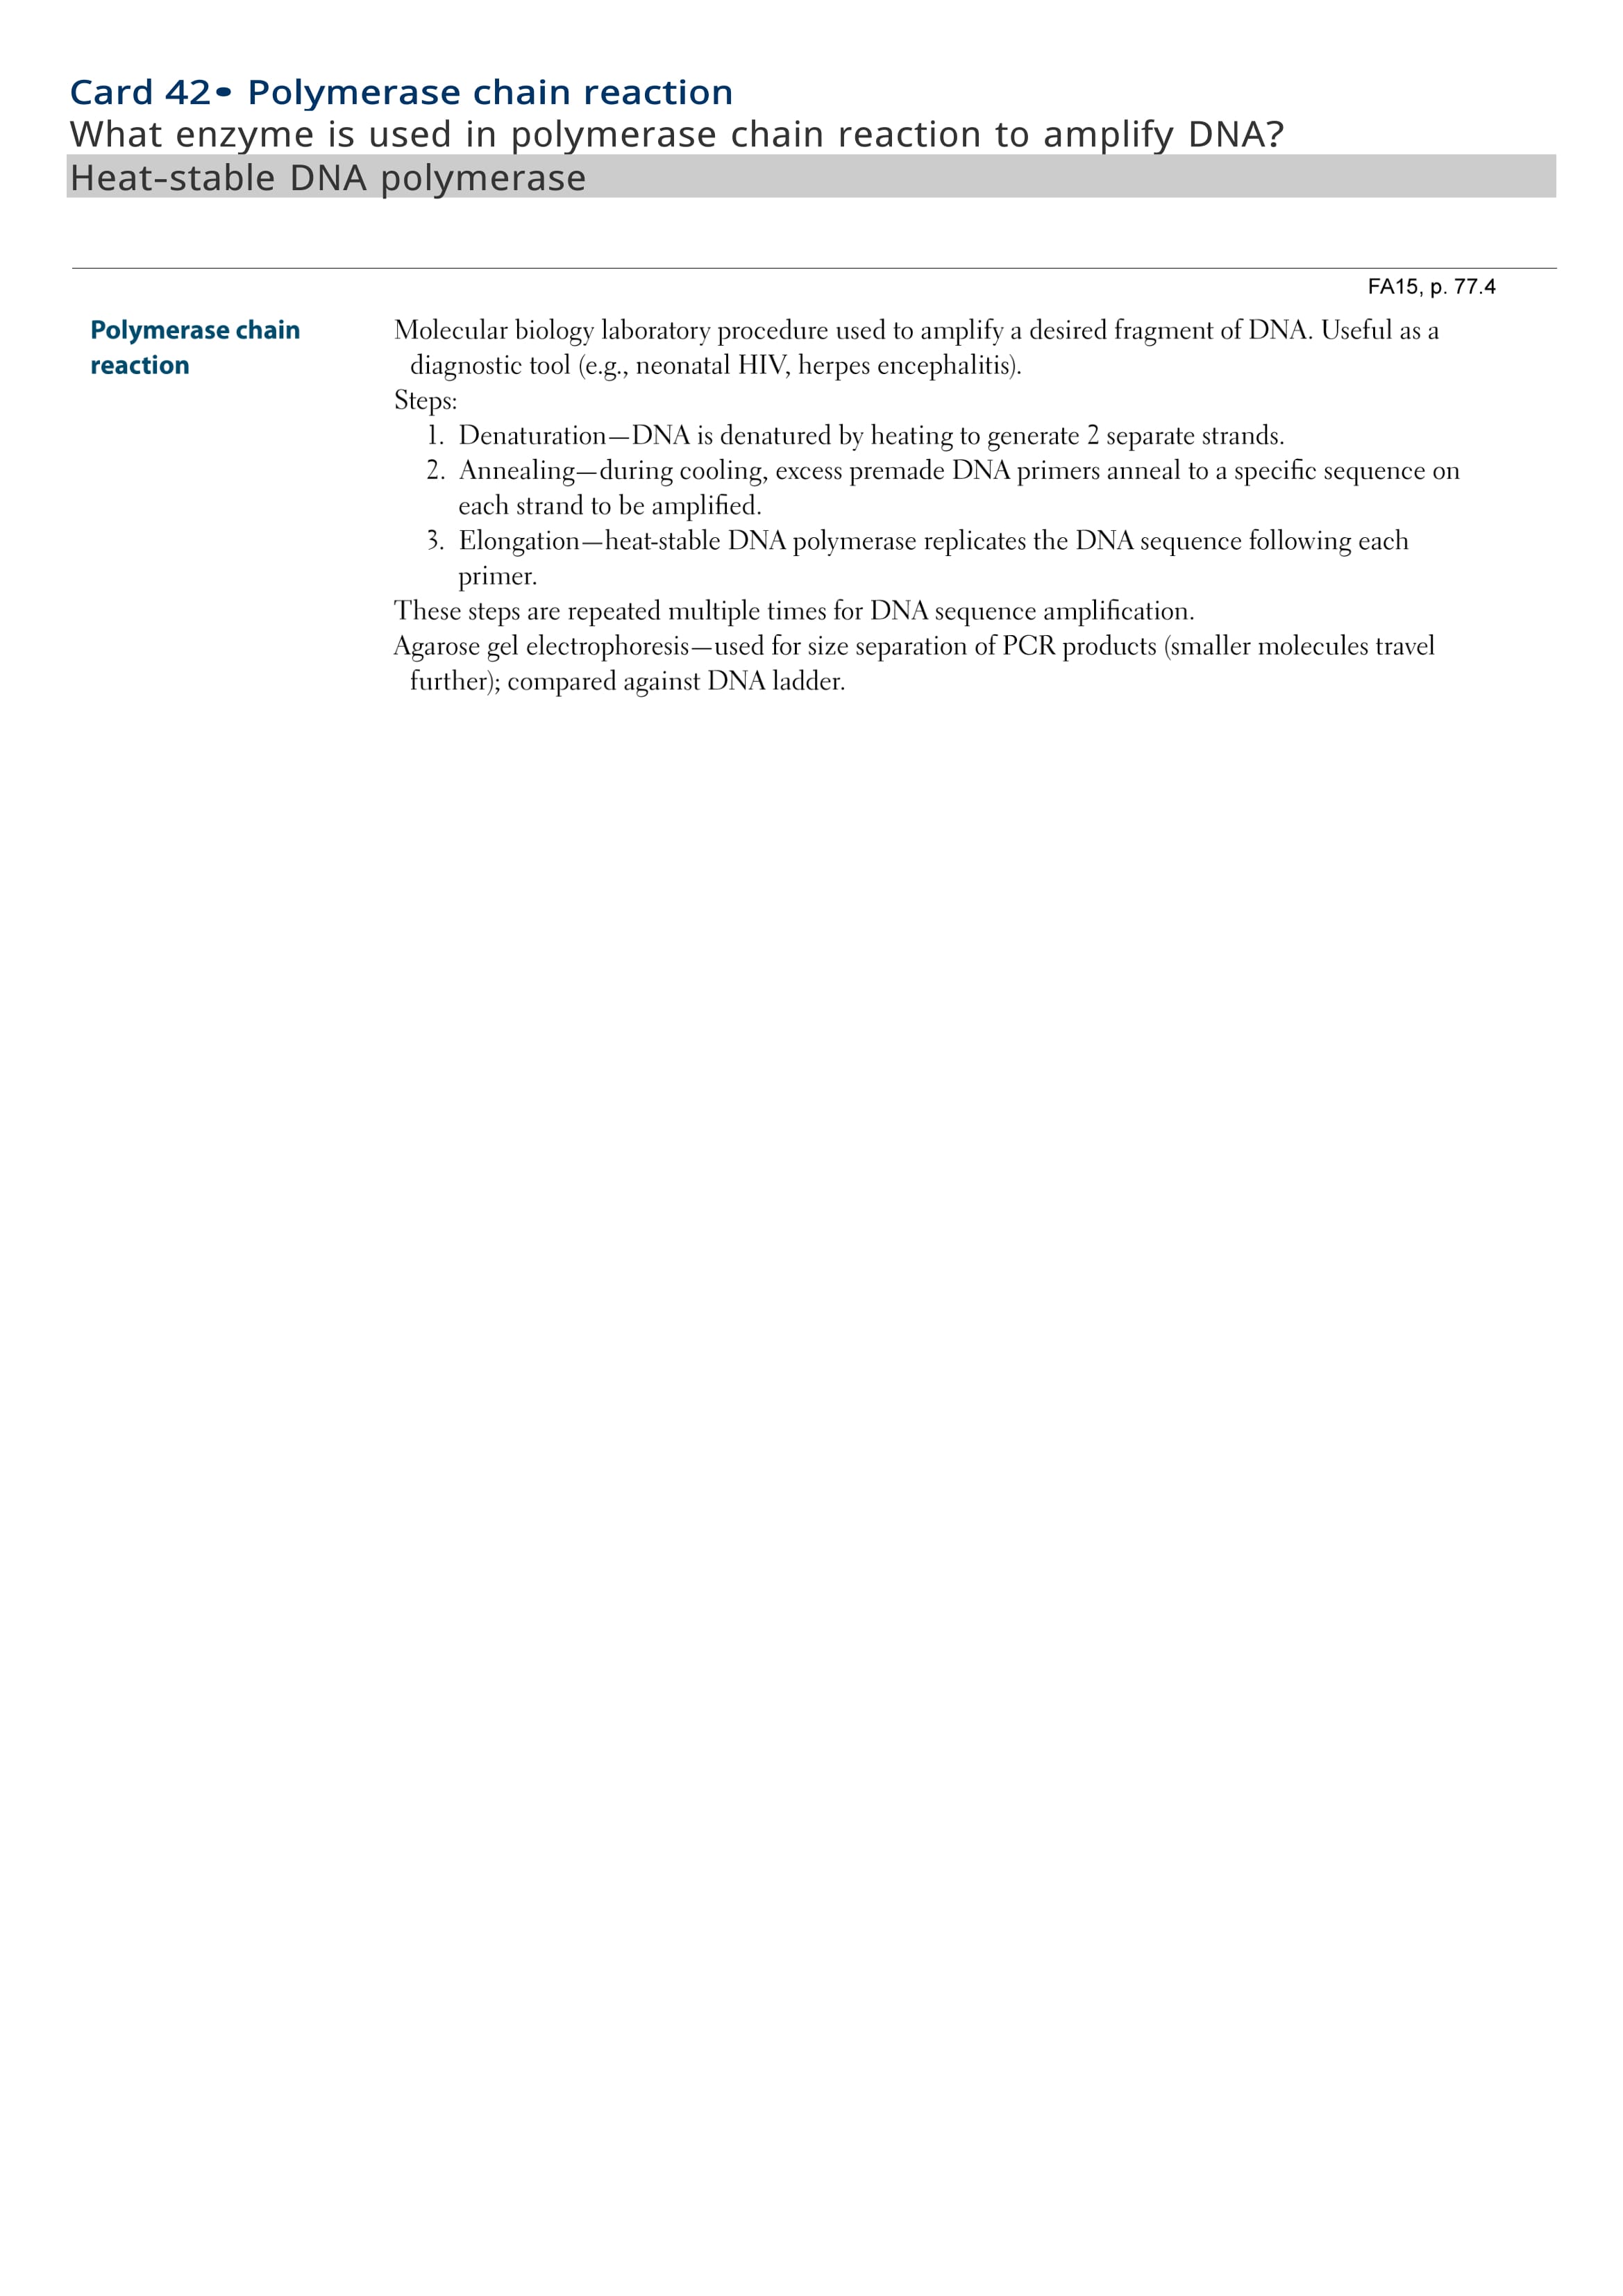 Card 42• Polymerase chain reaction
What enzyme is used in polymerase chain reaction to amplify DNA?
Heat-stable DNA polymerase
FA15, p. 77.4
Polymerase chain
reaction
Molecular biology laboratory procedure used to amplify a desired fragment of DNA. Useful as a
diagnostic tool (e.g., neonatal HIV, herpes encephalitis).
Steps:
1. Denaturation—DNA is denatured by heating to generate 2 separate strands.
2. Annealing—during cooling, excess premade DNA primers anneal to a specific sequence on
each strand to be amplified.
3. Elongation—heat-stable DNA polymerase replicates the DNA sequence following each
primer.
These steps are repeated multiple times for DNA sequence amplification.
Agarose gel electrophoresis—used for size separation of PCR products (smaller molecules travel
further); compared against DNA ladder.